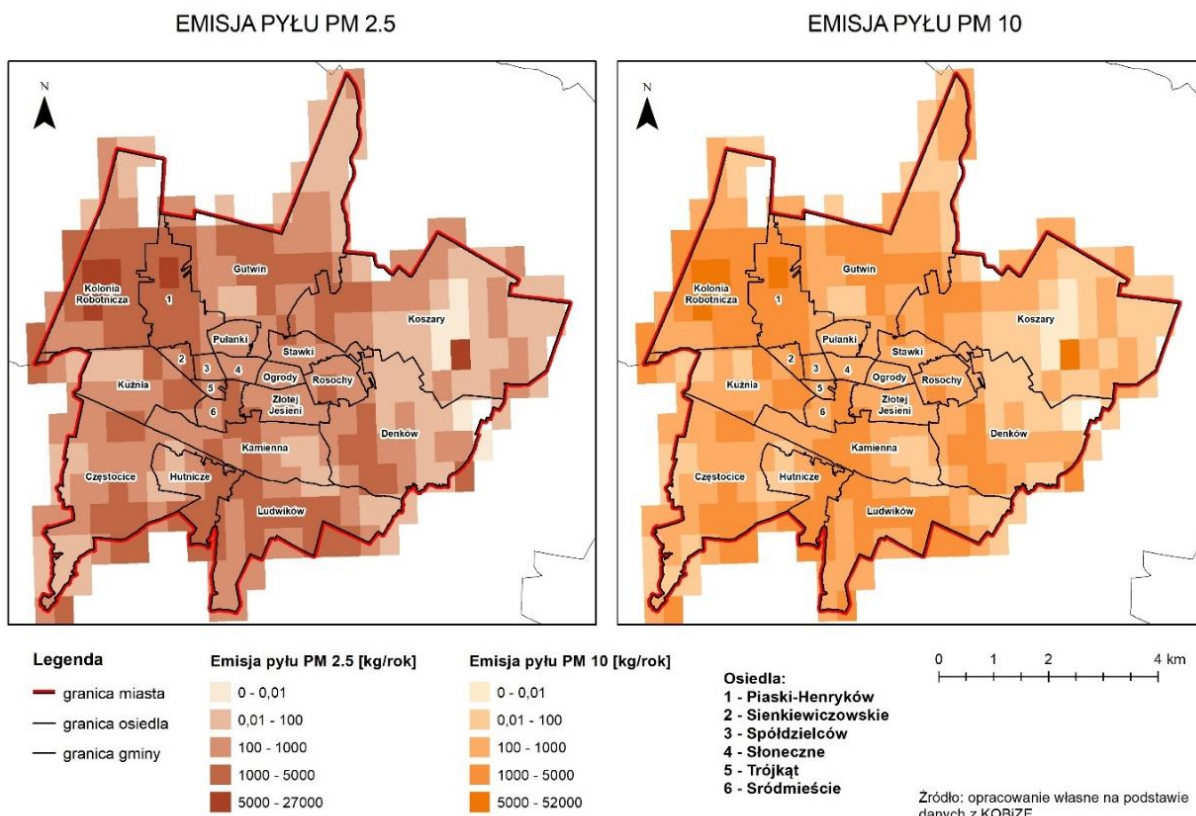 EMISJA PYŁU PM 2.5
N
Kolonia
Robotnicza
1
Gutwin
Koszary
Pułanki
2
3
4
Stawki
Kuźnia
5
Ogrody
Rosochy
6
Złotej
Jesieni
Denków
Kamienna
Częstocice
Hutnicze
Ludwików
EMISJA PYŁU PM 10
N
Kolonia
Robotnicza
1
Gutwin
Koszary
Pułanki
2
3
4
Stawki
Kuźnia
5
Ogrody
Rosochy
6
Złotej
Jesieni
Denków
Kamienna
Częstocice
Hutnicze
Ludwików
Legenda
granica miasta
granica osiedla
granica gminy
Emisja pyłu PM 2.5 [kg/rok]
0 - 0,01
0,01 - 100
100 - 1000
1000 - 5000
5000 - 27000
Emisja pyłu PM 10 [kg/rok]
0 - 0,01
0,01 - 100
100 - 1000
1000 - 5000
5000 - 52000
Osiedla:
1 - Piaski-Henryków
2 - Sienkiewiczowskie
3 - Spółdzielców
4 - Słoneczne
5 - Trójkąt
6 - Sródmieście
0 1 2 4 km
Źródło: opracowanie własne na podstawie
danych z KOBiZE